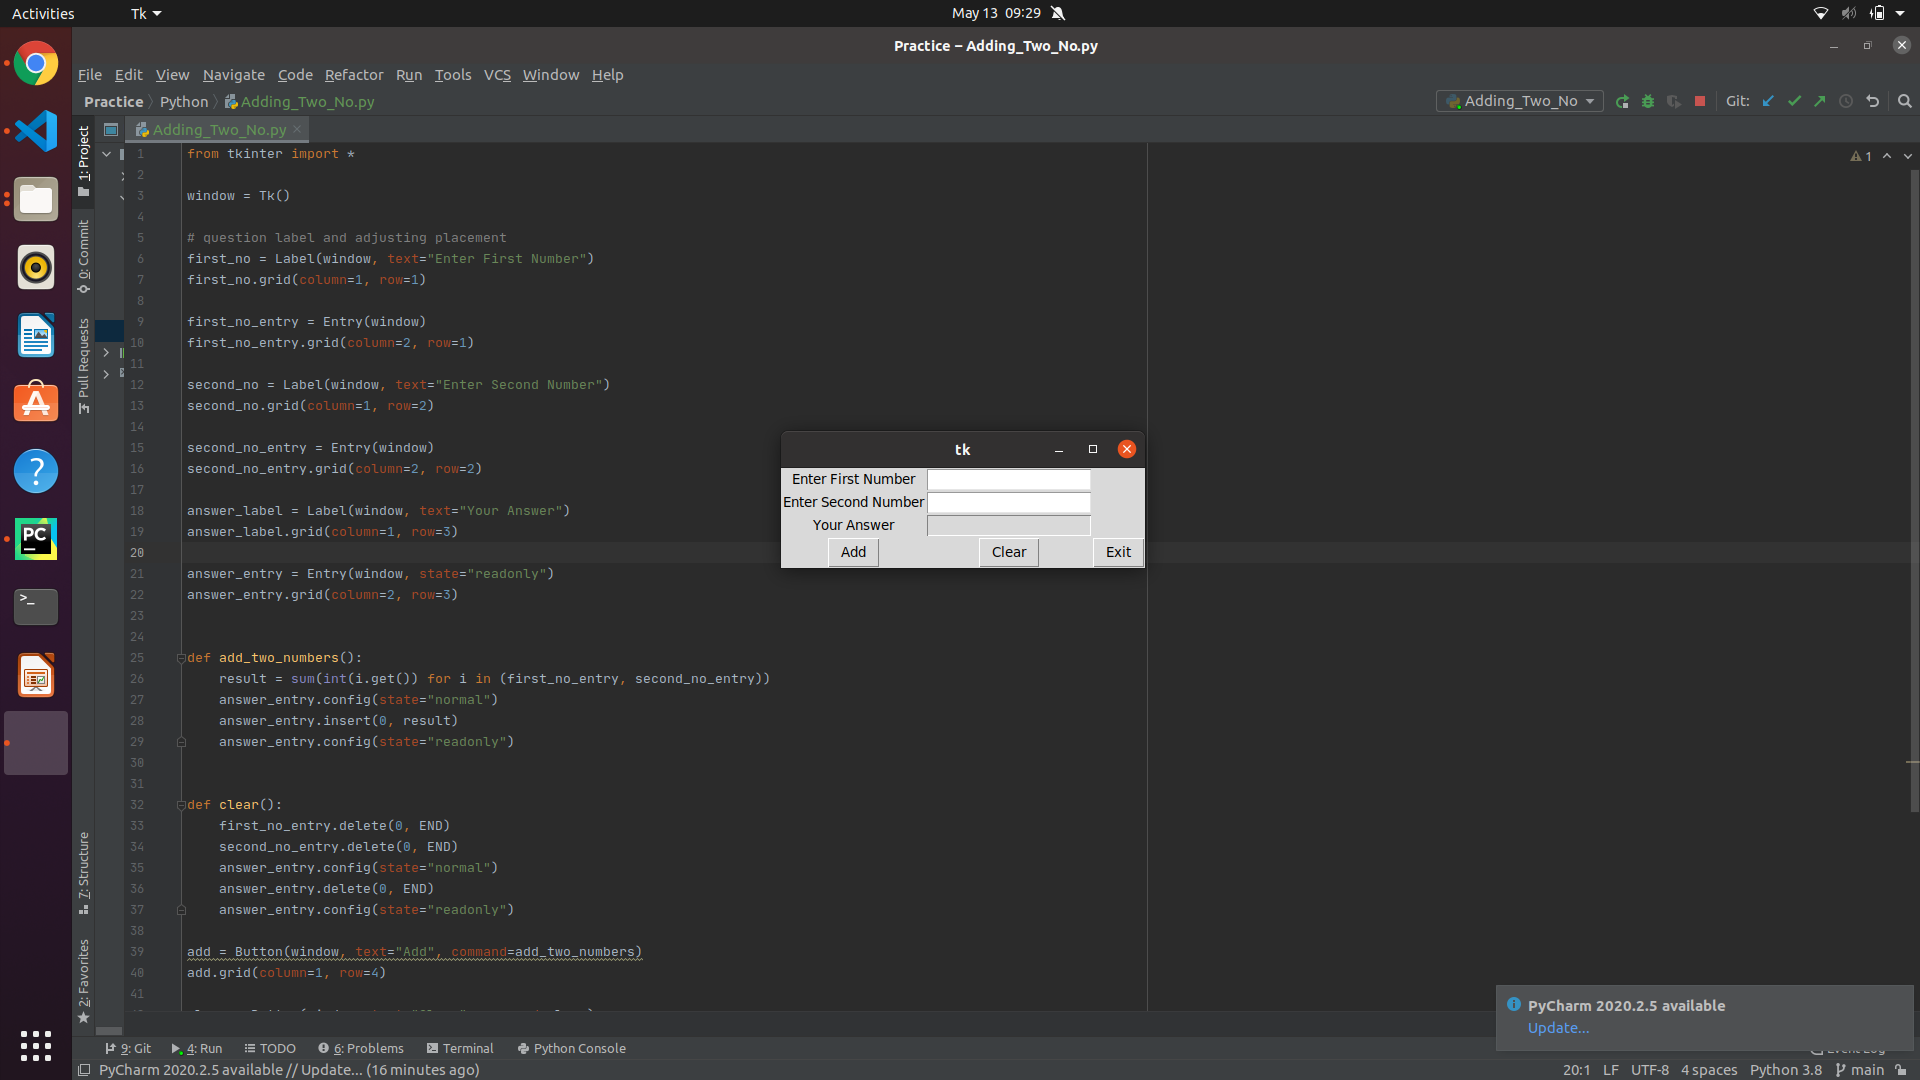 Activities
Tk
May 13 09:29
Practice – Adding_Two_No.py
File Edit View Navigate Code Refactor Run Tools VCS Window Help
Practice Python Adding_Two_No.py
Adding_Two_No
Git:
1: Project
0: Commit
Pull Requests
7: Structure
2: Favorites
Adding_Two_No.py
1
1 from tkinter import *
2
3 window = Tk()
4
5 # question label and adjusting placement
6 first_no = Label(window, text="Enter First Number")
7 first_no.grid(column=1, row=1)
8
9 first_no_entry = Entry(window)
10 first_no_entry.grid(column=2, row=1)
11
12 second_no = Label(window, text="Enter Second Number")
13 second_no.grid(column=1, row=2)
14
15 second_no_entry = Entry(window)
16 second_no_entry.grid(column=2, row=2)
17
18 answer_label = Label(window, text="Your Answer")
19 answer_label.grid(column=1, row=3)
20
21 answer_entry = Entry(window, state="readonly")
22 answer_entry.grid(column=2, row=3)
23
24
25 def add_two_numbers():
26 result = sum(int(i.get()) for i in (first_no_entry, second_no_entry))
27 answer_entry.config(state="normal")
28 answer_entry.insert(0, result)
29 answer_entry.config(state="readonly")
30
31
32 def clear():
33 first_no_entry.delete(0, END)
34 second_no_entry.delete(0, END)
35 answer_entry.config(state="normal")
36 answer_entry.delete(0, END)
37 answer_entry.config(state="readonly")
38
39 add = Button(window, text="Add", command=add_two_numbers)
40 add.grid(column=1, row=4)
41
tk
Enter First Number
Enter Second Number
Your Answer
Add Clear Exit
PC
PyCharm 2020.2.5 available
Update...
9: Git 4: Run TODO 6: Problems Terminal Python Console
PyCharm 2020.2.5 available // Update... (16 minutes ago)
20:1 LF UTF-8 4 spaces Python 3.8 main